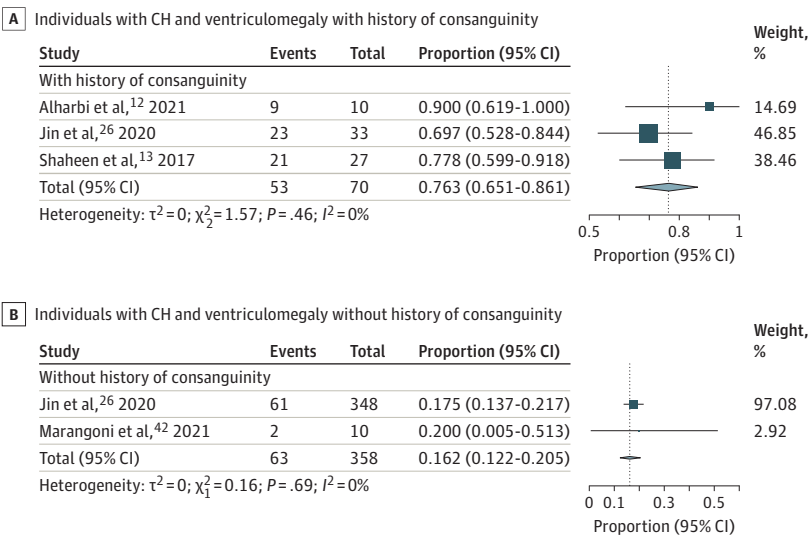 A Individuals with CH and ventriculomegaly with history of consanguinity
Study Events Total Proportion (95% CI) Weight, %
With history of consanguinity
Alharbi et al,12 2021 9 10 0.900 (0.619-1.000) 14.69
Jin et al,26 2020 23 33 0.697 (0.528-0.844) 46.85
Shaheen et al,13 2017 21 27 0.778 (0.599-0.918) 38.46
Total (95% CI) 53 70 0.763 (0.651-0.861)
Heterogeneity: τ2 = 0; χ22 = 1.57; P = .46; I2 = 0%
0.5 0.8 1
Proportion (95% CI)
B Individuals with CH and ventriculomegaly without history of consanguinity
Study Events Total Proportion (95% CI) Weight, %
Without history of consanguinity
Jin et al,26 2020 61 348 0.175 (0.137-0.217) 97.08
Marangoni et al,42 2021 2 10 0.200 (0.005-0.513) 2.92
Total (95% CI) 63 358 0.162 (0.122-0.205)
Heterogeneity: τ2 = 0; χ21 = 0.16; P = .69; I2 = 0%
0 0.1 0.3 0.5
Proportion (95% CI)